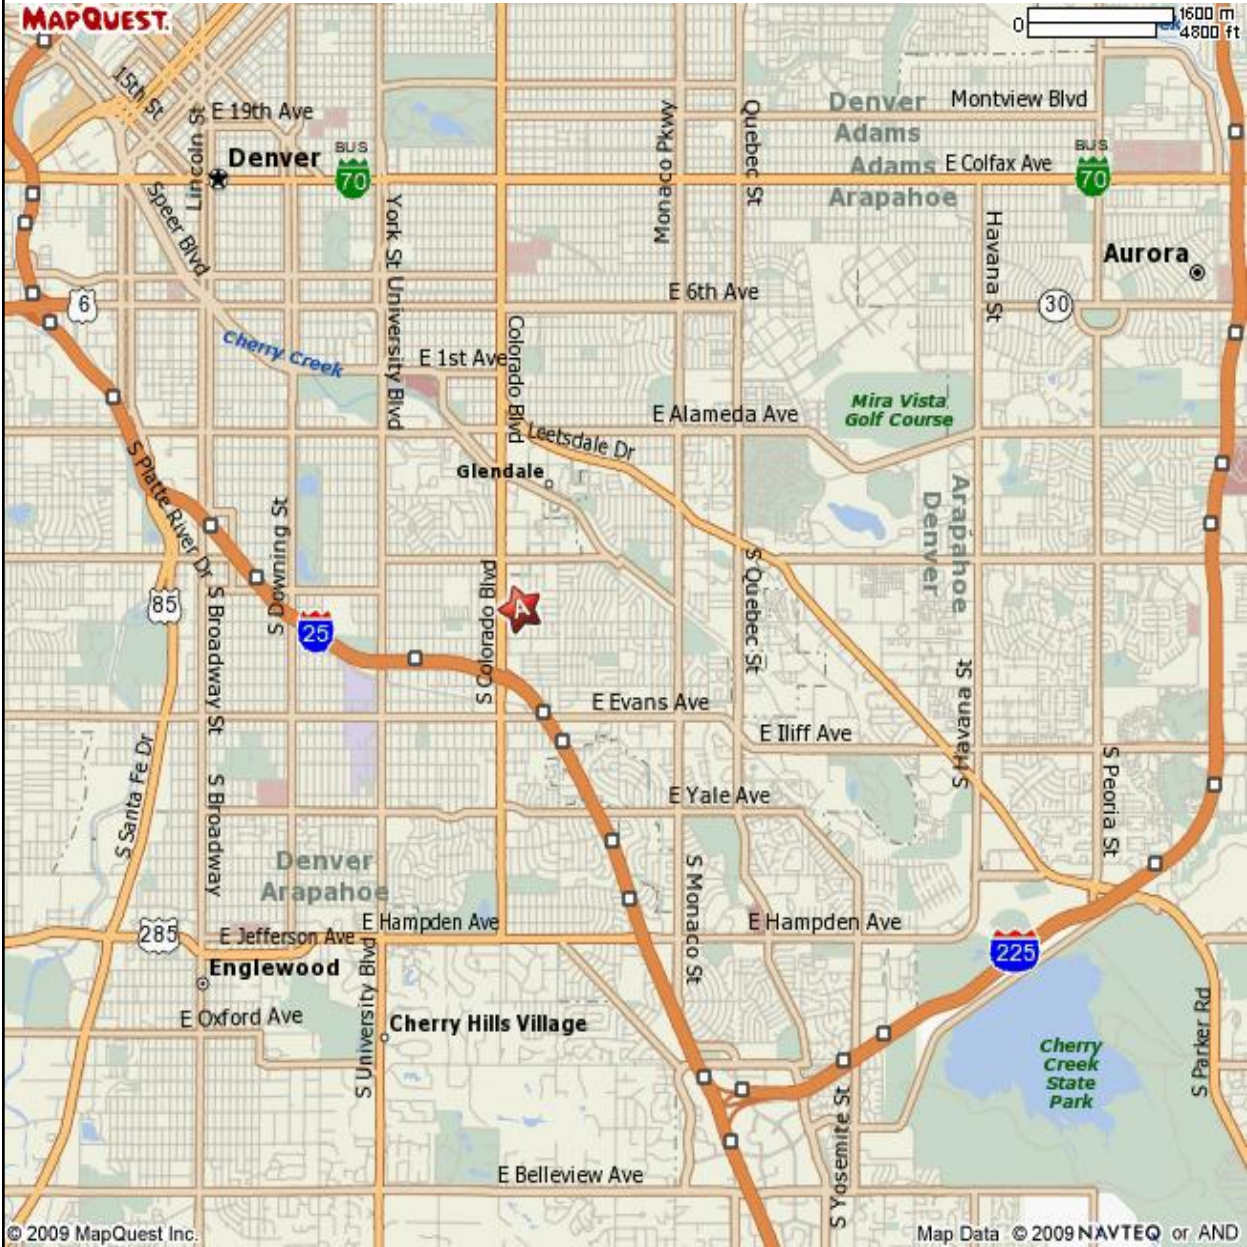 MAPQUEST.
0
1600 m
4800 ft
15th St
Lincoln St
E 19th Ave
Denver
BUS
70
Monaco Pkwy
Quebec St
Denver
Adams
Montview Blvd
Adams
Arapahoe
E Colfax Ave
BUS
70
Speer Blvd
York St
University Blvd
Havana St
Aurora
6
E 6th Ave
30
Cherry Creek
E 1st Ave
Colorado Blvd
Mira Vista
Golf Course
E Alameda Ave
Leetsdale Dr
Glendale
S Platte River Dr
S Downing St
Arapahoe
Denver
85
S Broadway St
25
S Colorado Blvd
A
S Quebec St
E Evans Ave
E Iliff Ave
S Havana St
S Santa Fe Dr
S Broadway
E Yale Ave
S Peoria St
Denver
Arapahoe
S Monaco St
E Hampden Ave
E Hampden Ave
285
E Jefferson Ave
225
Englewood
E Oxford Ave
S University Blvd
Cherry Hills Village
Cherry
Creek
State
Park
S Parker Rd
S Yosemite St
E Belleview Ave
© 2009 MapQuest Inc.
Map Data © 2009 NAVTEQ or AND